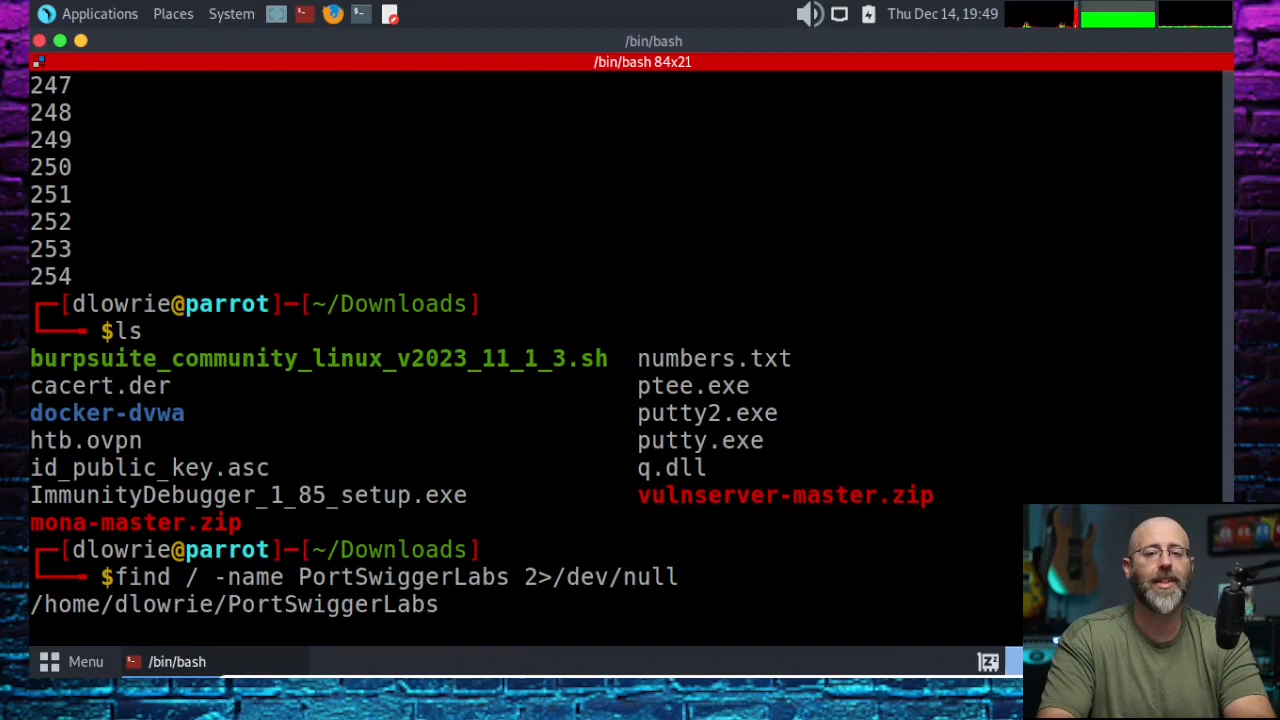 Applications Places System Thu Dec 14, 19:49
/bin/bash
/bin/bash 84x21
247
248
249
250
251
252
253
254
┌─[dlowrie@parrot]─[~/Downloads]
└──╼ $ls
burpsuite_community_linux_v2023_11_1_3.sh numbers.txt
cacert.der ptee.exe
docker-dvwa putty2.exe
htb.ovpn putty.exe
id_public_key.asc q.dll
ImmunityDebugger_1_85_setup.exe vulnserver-master.zip
mona-master.zip
┌─[dlowrie@parrot]─[~/Downloads]
└──╼ $find / -name PortSwiggerLabs 2>/dev/null
/home/dlowrie/PortSwiggerLabs
Menu /bin/bash